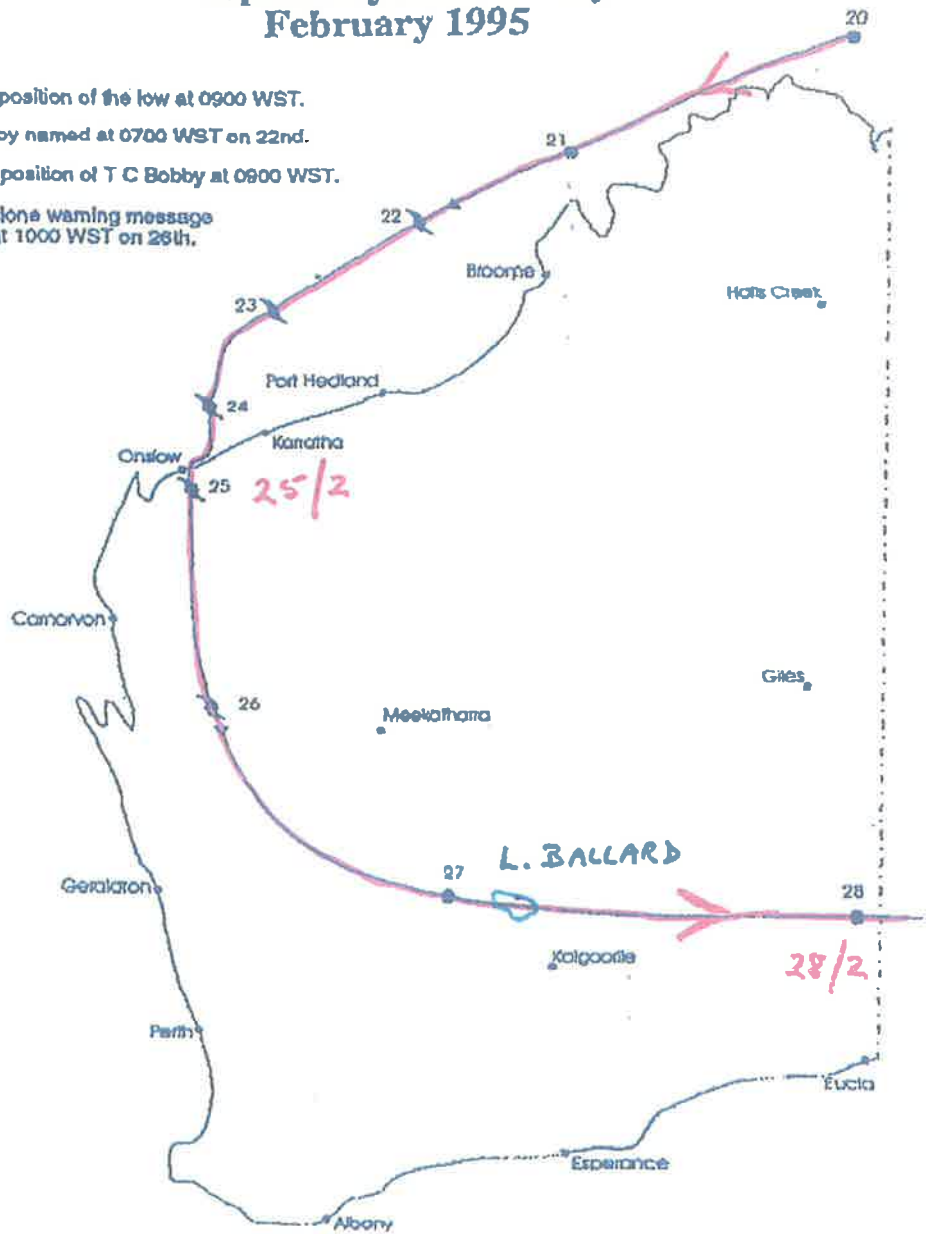 February 1995
20
position of the low at 0900 WST.
by named at 0700 WST on 22nd.
21
position of T C Bobby at 0900 WST.
lone warning message
at 1000 WST on 26th.
22
Broome
Halls Creek
23
Port Hedland
24
Karratha
Onslow
25
25/2
Carnarvon
Giles
26
Meekatharra
L. BALLARD
27
Geraldton
28
Kalgoorlie
28/2
Perth
Eucla
Esperance
Albany